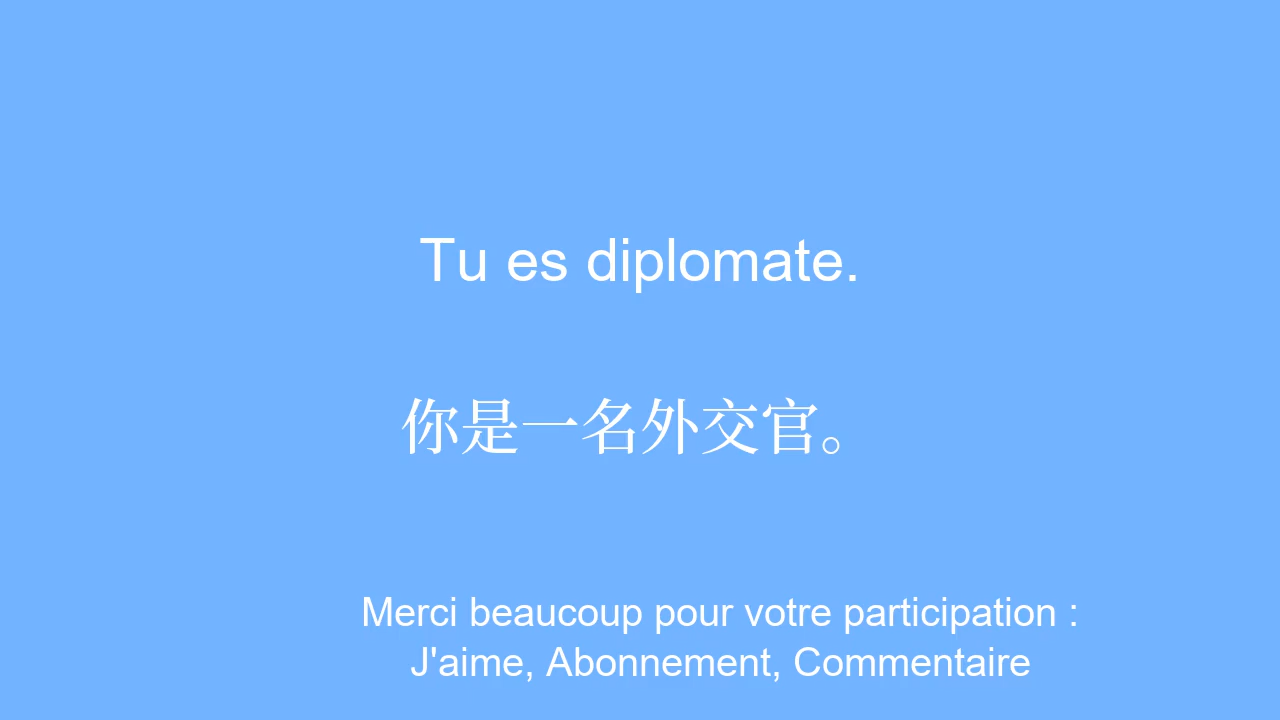 Tu es diplomate.
你是一名外交官。
Merci beaucoup pour votre participation :
J'aime, Abonnement, Commentaire